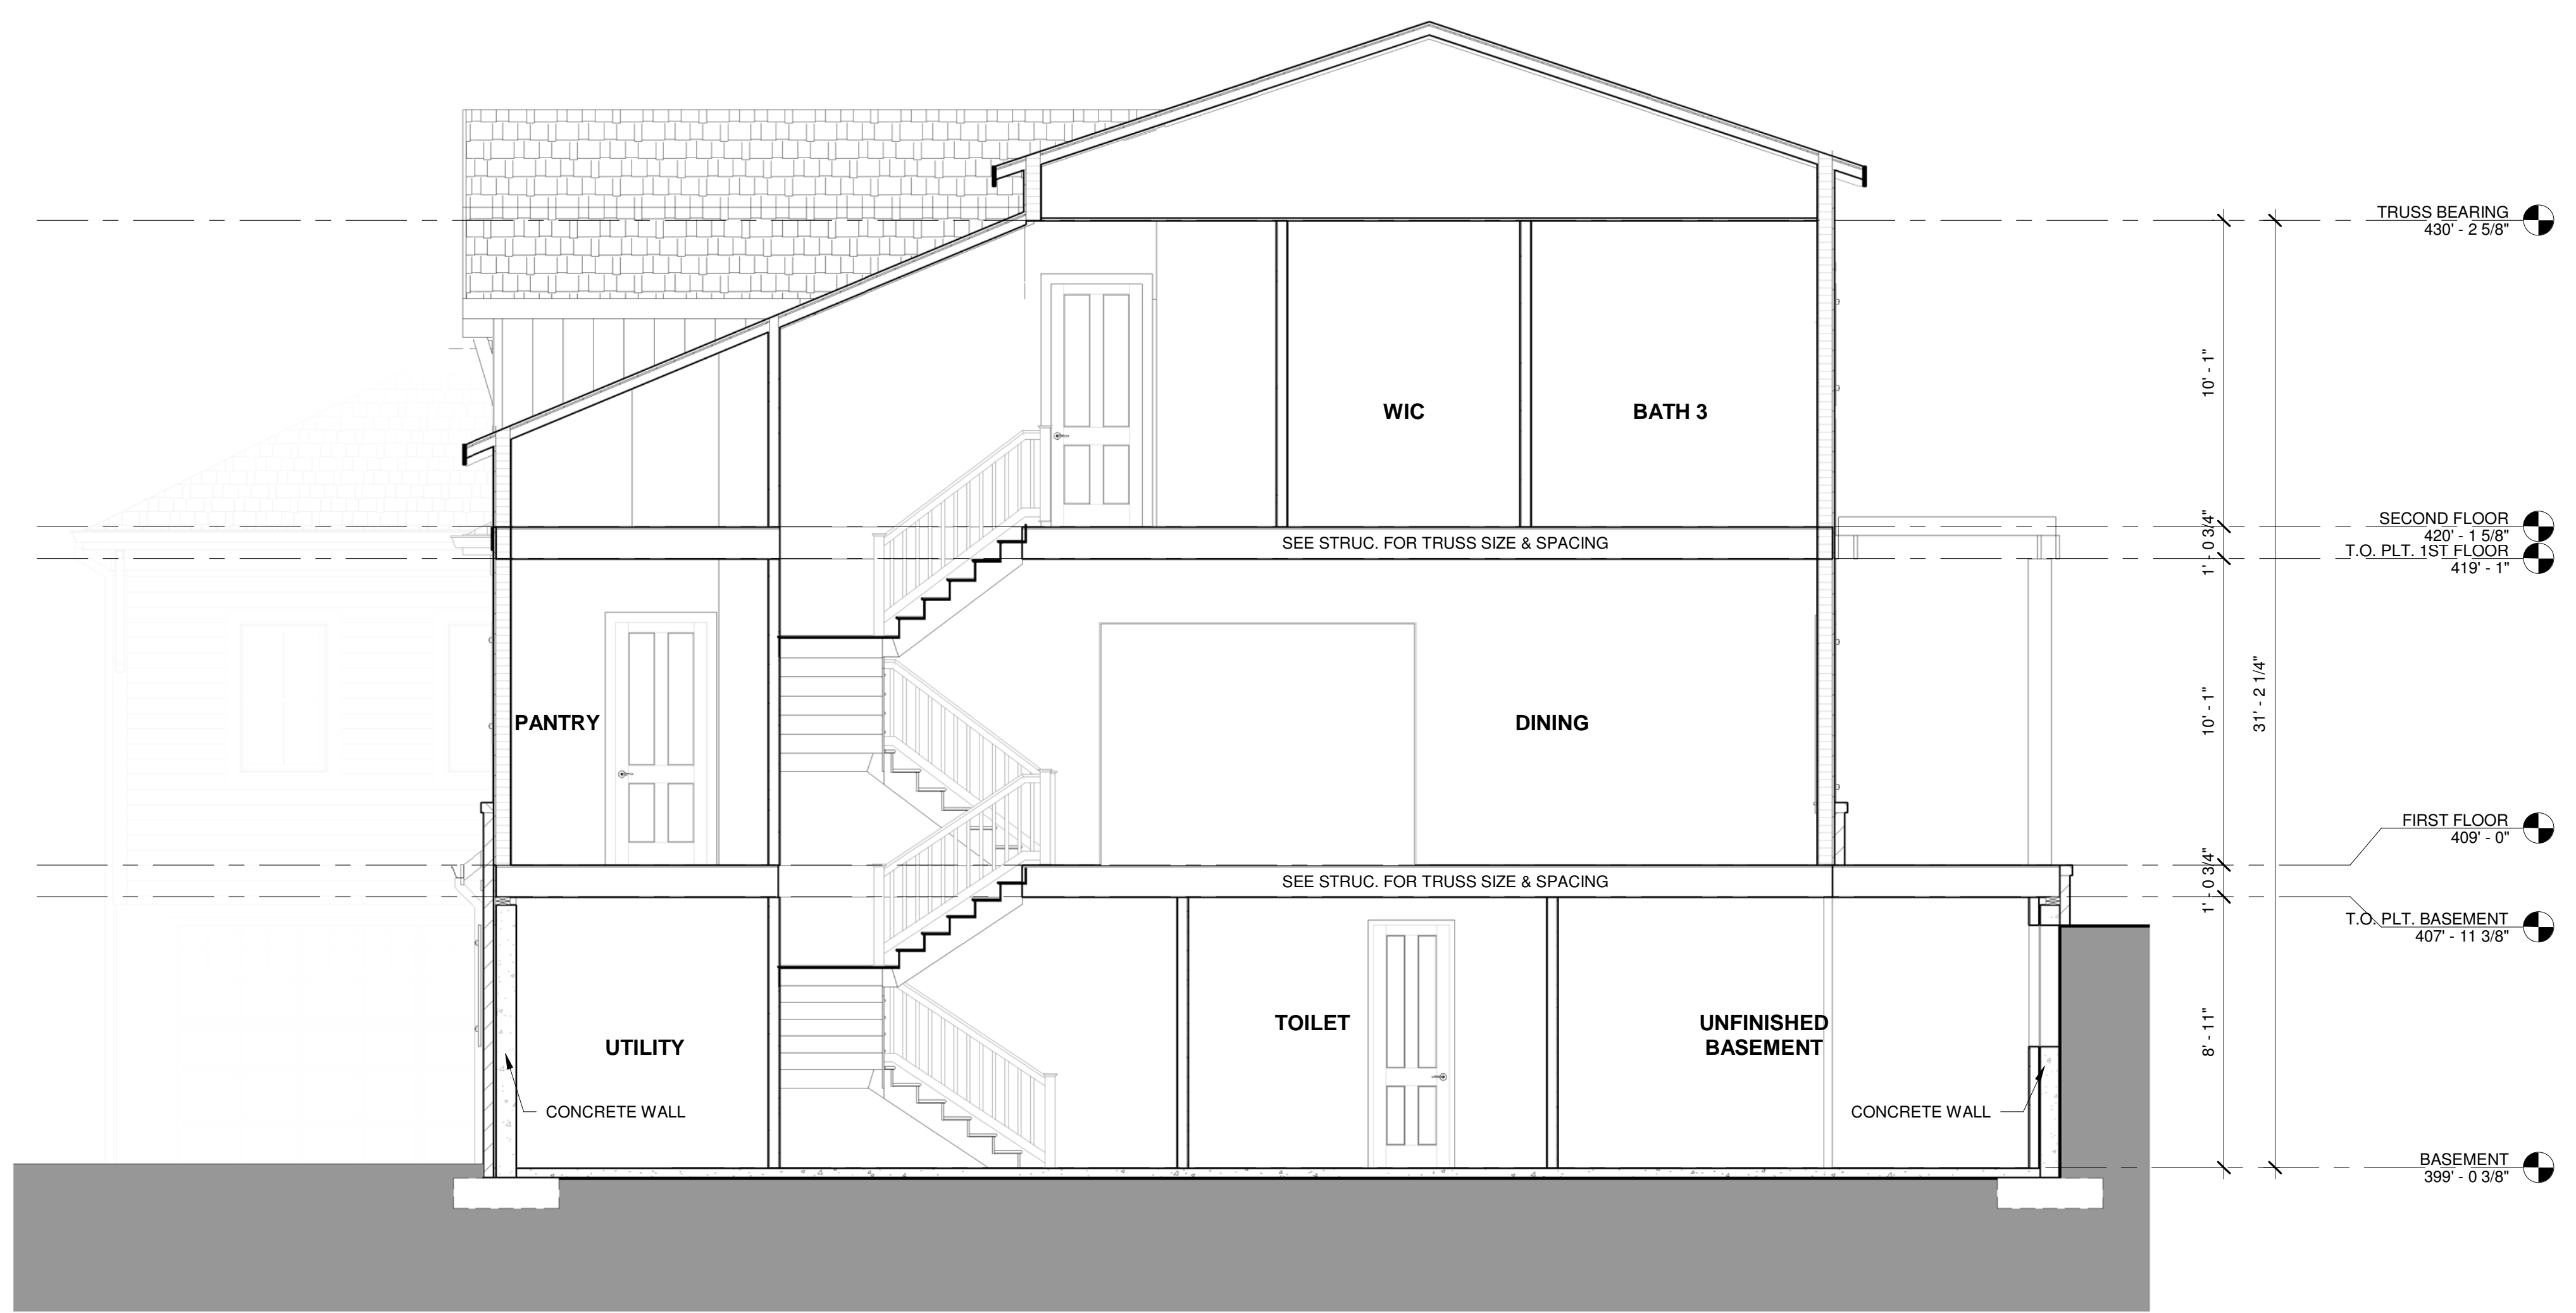 TRUSS BEARING
430' - 2 5/8"
10' - 1"
WIC
BATH 3
SECOND FLOOR
420' - 1 5/8"
1' - 0 3/4"
SEE STRUC. FOR TRUSS SIZE & SPACING
T.O. PLT. 1ST FLOOR
419' - 1"
10' - 1"
31' - 2 1/4"
PANTRY
DINING
FIRST FLOOR
409' - 0"
1' - 0 3/4"
SEE STRUC. FOR TRUSS SIZE & SPACING
T.O. PLT. BASEMENT
407' - 11 3/8"
8' - 11"
UTILITY
TOILET
UNFINISHED
BASEMENT
CONCRETE WALL
CONCRETE WALL
BASEMENT
399' - 0 3/8"